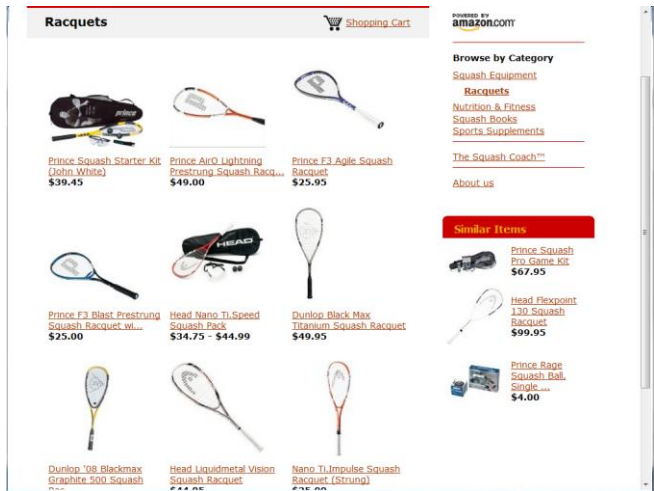 Racquets
Shopping Cart
Prince Squash Starter Kit
(John White)
$39.45
Prince AirO Lightning
Prestrung Squash Racq...
$49.00
Prince F3 Agile Squash
Racquet
$25.95
Prince F3 Blast Prestrung
Squash Racquet wi...
$25.00
Head Nano Ti.Speed
Squash Pack
$34.75 - $44.99
Dunlop Black Max
Titanium Squash Racquet
$49.95
Dunlop '08 Blackmax
Graphite 500 Squash
Head Liquidmetal Vision
Squash Racquet
$44.95
Nano Ti.Impulse Squash
Racquet (Strung)
$25.00
prince
HEAD
POWERED BY
amazon.com
Browse by Category
Squash Equipment
Racquets
Nutrition & Fitness
Squash Books
Sports Supplements
The Squash Coach™
About us
Similar Items
Prince Squash
Pro Game Kit
$67.95
Head Flexpoint
130 Squash
Racquet
$99.95
Prince Rage
Squash Ball,
Single ...
$4.00